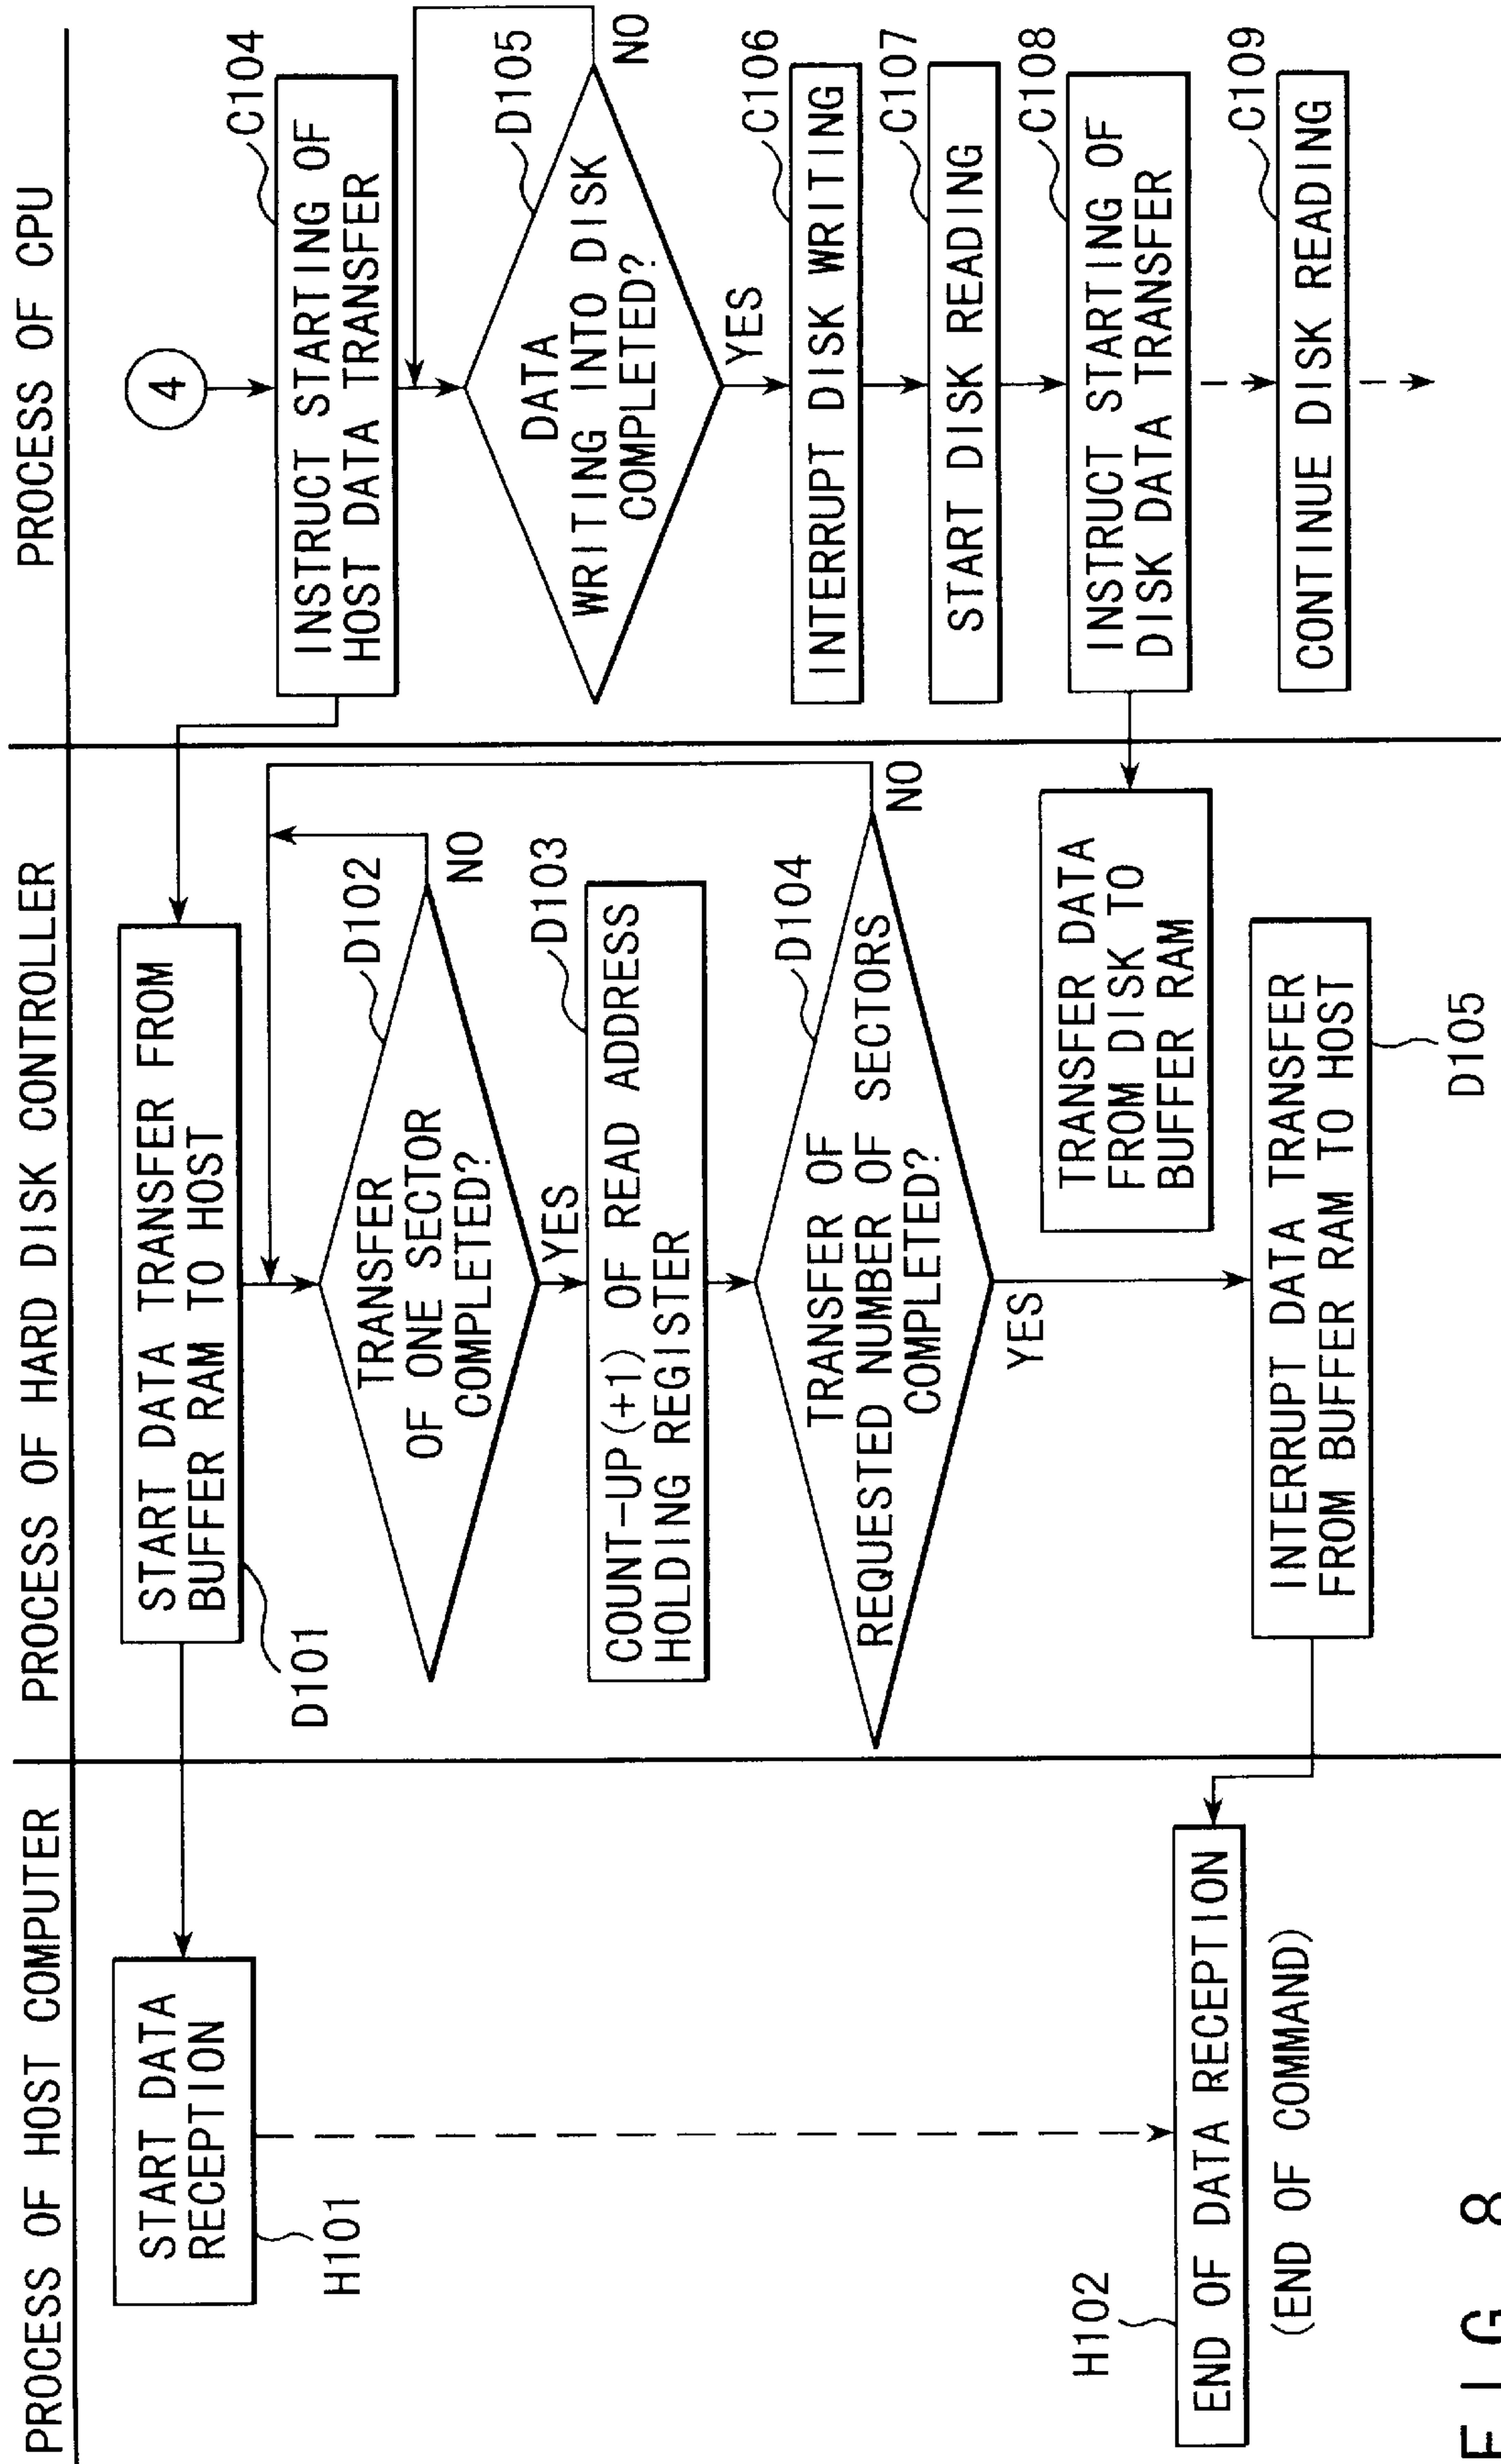 PROCESS OF HOST COMPUTER
START DATA
RECEPTION
H101
H102
END OF DATA RECEPTION
(END OF COMMAND)
PROCESS OF HARD DISK CONTROLLER
START DATA TRANSFER FROM
BUFFER RAM TO HOST
D101
TRANSFER
OF ONE SECTOR
COMPLETED?
D102
NO
YES
COUNT-UP(+1) OF READ ADDRESS
HOLDING REGISTER
D103
TRANSFER OF
REQUESTED NUMBER OF SECTORS
COMPLETED?
D104
NO
YES
TRANSFER DATA
FROM DISK TO
BUFFER RAM
INTERRUPT DATA TRANSFER
FROM BUFFER RAM TO HOST
D105
PROCESS OF CPU
4
INSTRUCT STARTING OF
HOST DATA TRANSFER
C104
DATA
WRITING INTO DISK
COMPLETED?
D105
NO
YES
INTERRUPT DISK WRITING
C106
START DISK READING
C107
INSTRUCT STARTING OF
DISK DATA TRANSFER
C108
CONTINUE DISK READING
C109
FIG. 8